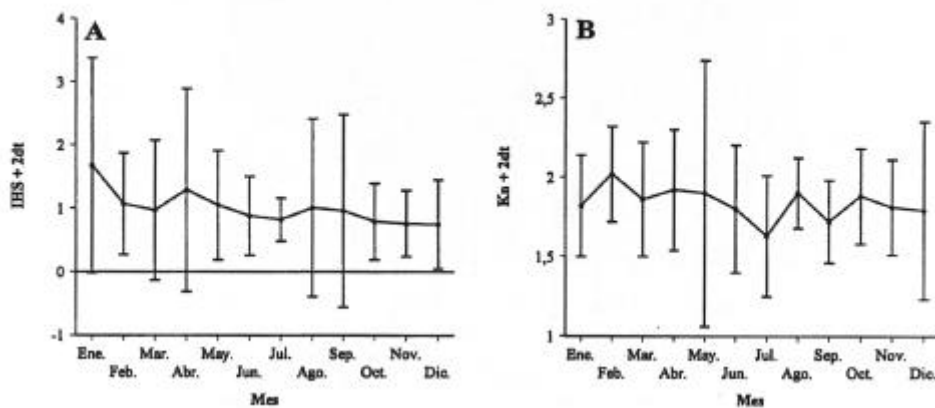 A
IHS + 2dt
4
3
2
1
0
-1
Ene. Mar. May. Jul. Sep. Nov.
Feb. Abr. Jun. Ago. Oct. Dic.
Mes
B
Kn + 2dt
3
2,5
2
1,5
1
Ene. Mar. May. Jul. Sep. Nov.
Feb. Abr. Jun. Ago. Oct. Dic.
Mes